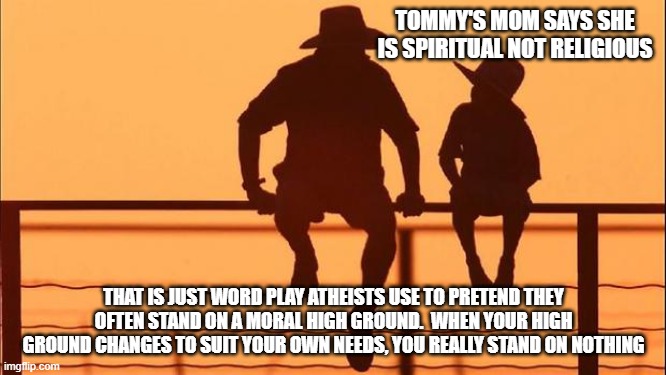 TOMMY'S MOM SAYS SHE
IS SPIRITUAL NOT RELIGIOUS
THAT IS JUST WORD PLAY ATHEISTS USE TO PRETEND THEY
OFTEN STAND ON A MORAL HIGH GROUND.  WHEN YOUR HIGH
GROUND CHANGES TO SUIT YOUR OWN NEEDS, YOU REALLY STAND ON NOTHING
imgflip.com